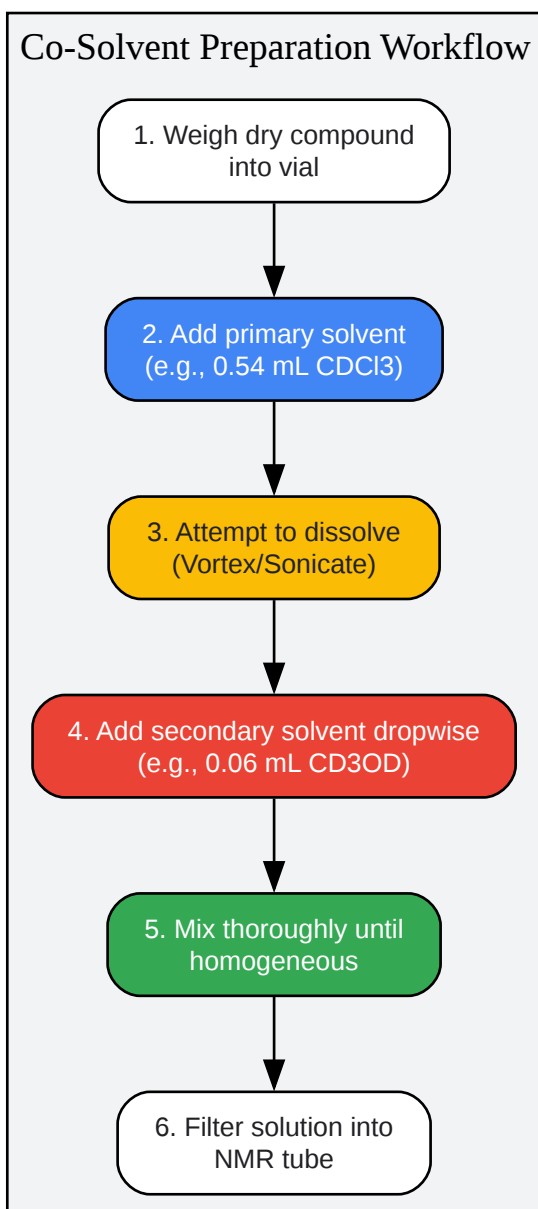 Co-Solvent Preparation Workflow
1. Weigh dry compound
into vial
2. Add primary solvent
(e.g., 0.54 mL CDCl3)
3. Attempt to dissolve
(Vortex/Sonicate)
4. Add secondary solvent dropwise
(e.g., 0.06 mL CD3OD)
5. Mix thoroughly until
homogeneous
6. Filter solution into
NMR tube